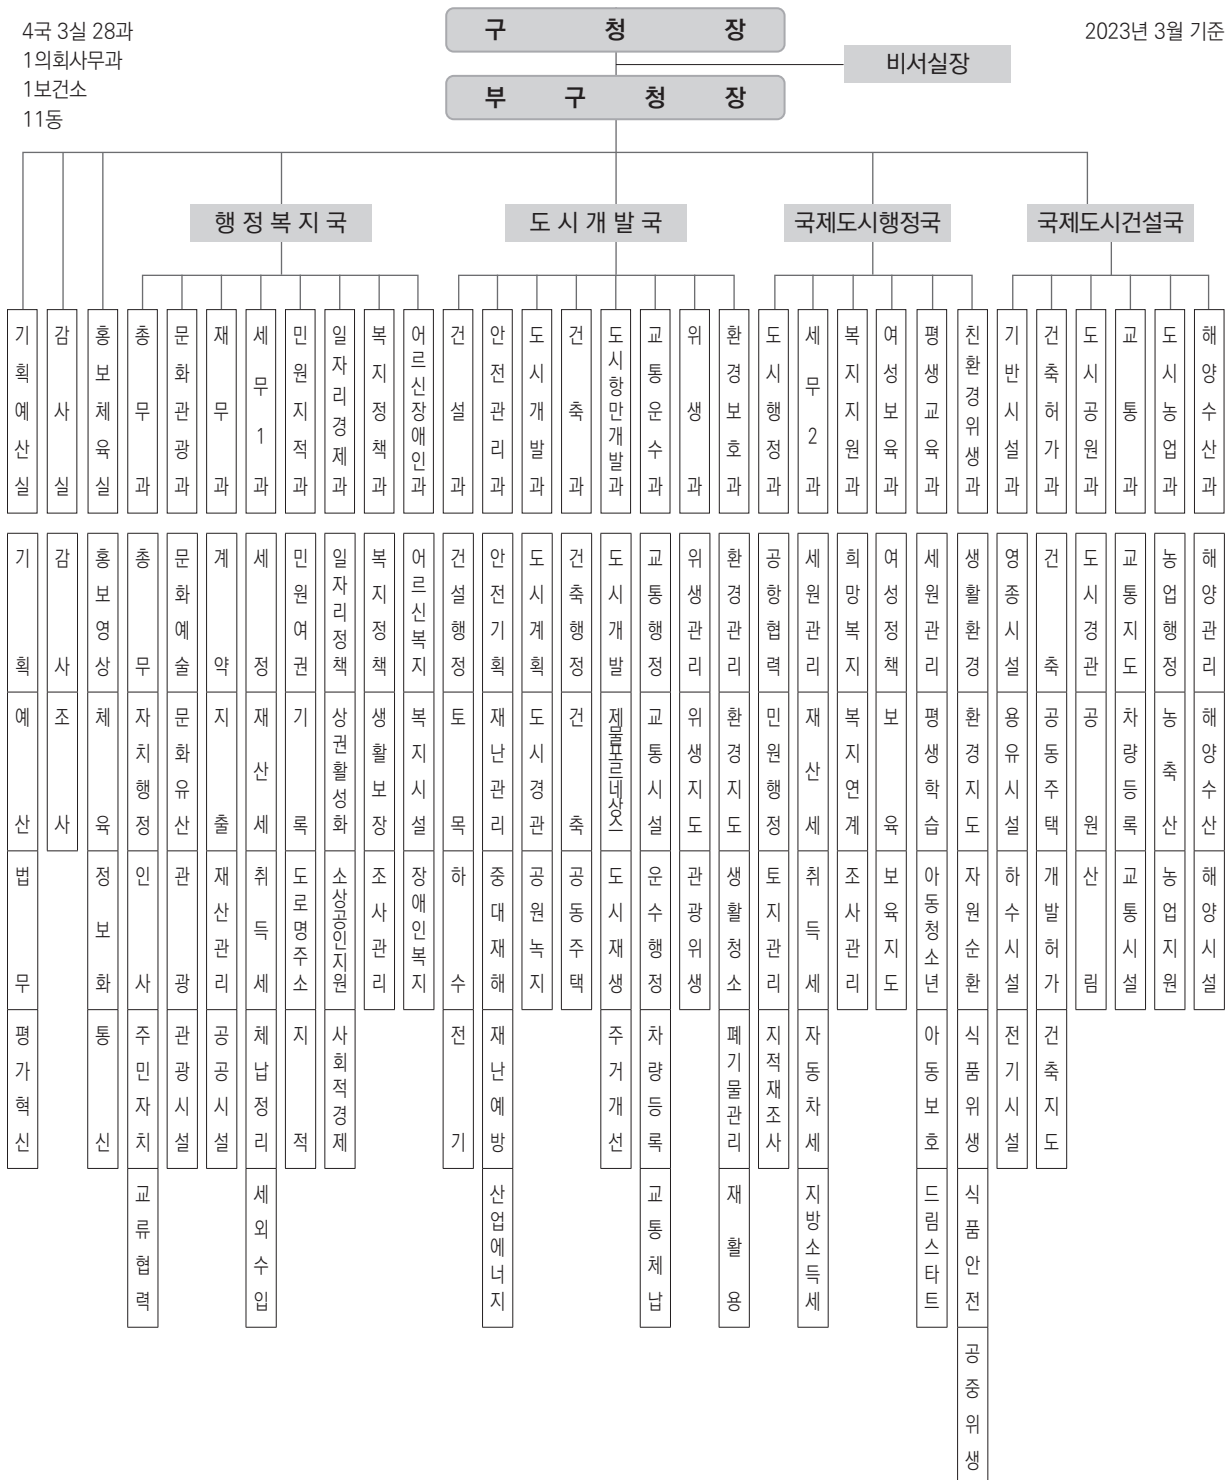 4국 3실 28과
1의회사무과
1보건소
11동
2023년 3월 기준
구 청 장
비서실장
부 구 청 장
행정복지국
도시개발국
국제도시행정국
국제도시건설국
기획예산실
감사실
홍보체육실
총무과
문화관광과
재무과
세무1과
민원지적과
일자리경제과
복지정책과
어르신장애인과
건설과
안전관리과
도시개발과
건축과
도시항만개발과
교통운수과
위생과
환경보호과
도시행정과
세무2과
복지지원과
여성보육과
평생교육과
친환경위생과
기반시설과
건축허가과
도시공원과
교통과
도시농업과
해양수산과
기획
감사
홍보영상
총무
문화예술
계약
세정
민원여권
일자리정책
복지정책
어르신복지
건설행정
안전기획
도시계획
건축행정
도시개발
교통행정
위생관리
환경관리
공항협력
세원관리
희망복지
여성정책
세원관리
생활환경
영종시설
건축
도시경관
교통지도
농업행정
해양관리
예산
조사
체육
자치행정
문화유산
지출
재산세
기록
상권활성화
생활보장
복지시설
토목
재난관리
도시경관
건축
제물포르네상스
교통시설
위생지도
환경지도
민원행정
재산세
복지연계
보육
평생학습
환경지도
용유시설
공동주택
공원
차량등록
농축산
해양수산
법무
정보화
인사
관광
재산관리
취득세
도로명주소
소상공인지원
조사관리
장애인복지
하수
중대재해
공원녹지
공동주택
도시재생
운수행정
관광위생
생활청소
토지관리
취득세
조사관리
보육지도
아동청소년
자원순환
하수시설
개발허가
산림
교통시설
농업지원
해양시설
평가혁신
통신
주민자치
관광시설
공공시설
체납정리
지적
사회적경제
전기
재난예방
주거개선
차량등록
폐기물관리
지적재조사
자동차세
아동보호
식품위생
전기시설
건축지도
교류협력
세외수입
산업에너지
교통체납
재활용
지방소득세
드림스타트
식품안전
공중위생